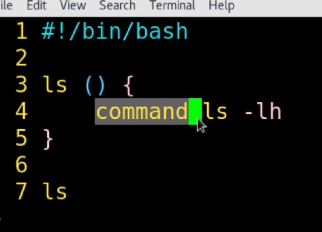 ile Edit View Search Terminal Help
1 #!/bin/bash
2
3 ls () {
4     command ls -lh
5 }
6
7 ls